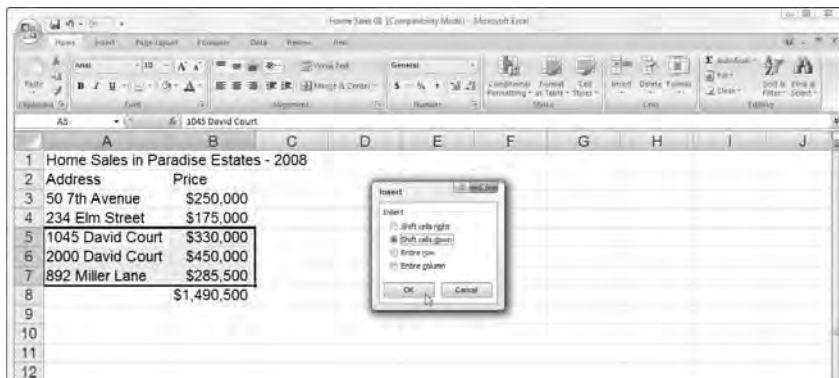 Home Sales 08 [Compatibility Mode] - Microsoft Excel
Home Insert Page Layout Formulas Data Review View
Arial 10 A A Wrap Text General
Paste B I U A Merge & Center $ % , Conditional Formatting as Table Format Cell Styles Insert Delete Format Clear Sort & Filter Find & Select
Clipboard Font Alignment Number Styles Cells Editing
A5 1045 David Court
A B C D E F G H I J
1 Home Sales in Paradise Estates - 2008
2 Address Price
3 50 7th Avenue $250,000
4 234 Elm Street $175,000
5 1045 David Court $330,000
6 2000 David Court $450,000
7 892 Miller Lane $285,500
8 $1,490,500
9
10
11
12
Insert
Insert
Shift cells right
Shift cells down
Entire row
Entire column
OK Cancel